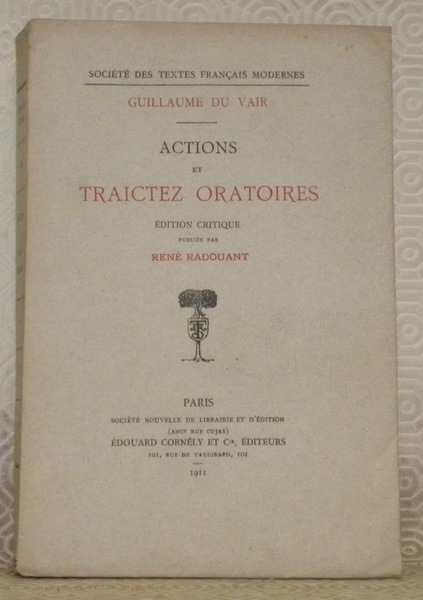 SOCIÉTÉ DES TEXTES FRANÇAIS MODERNES
GUILLAUME DU VAIR
ACTIONS
ET
TRAICTEZ ORATOIRES
ÉDITION CRITIQUE
PUBLIÉE PAR
RENÉ RADOUANT
PARIS
SOCIÉTÉ NOUVELLE DE LIBRAIRIE ET D'ÉDITION
(ANCᵗ RUE CUJAS)
ÉDOUARD CORNÉLY ET Cⁱᵉ, ÉDITEURS
101, RUE DE VAUGIRARD, 101
1911